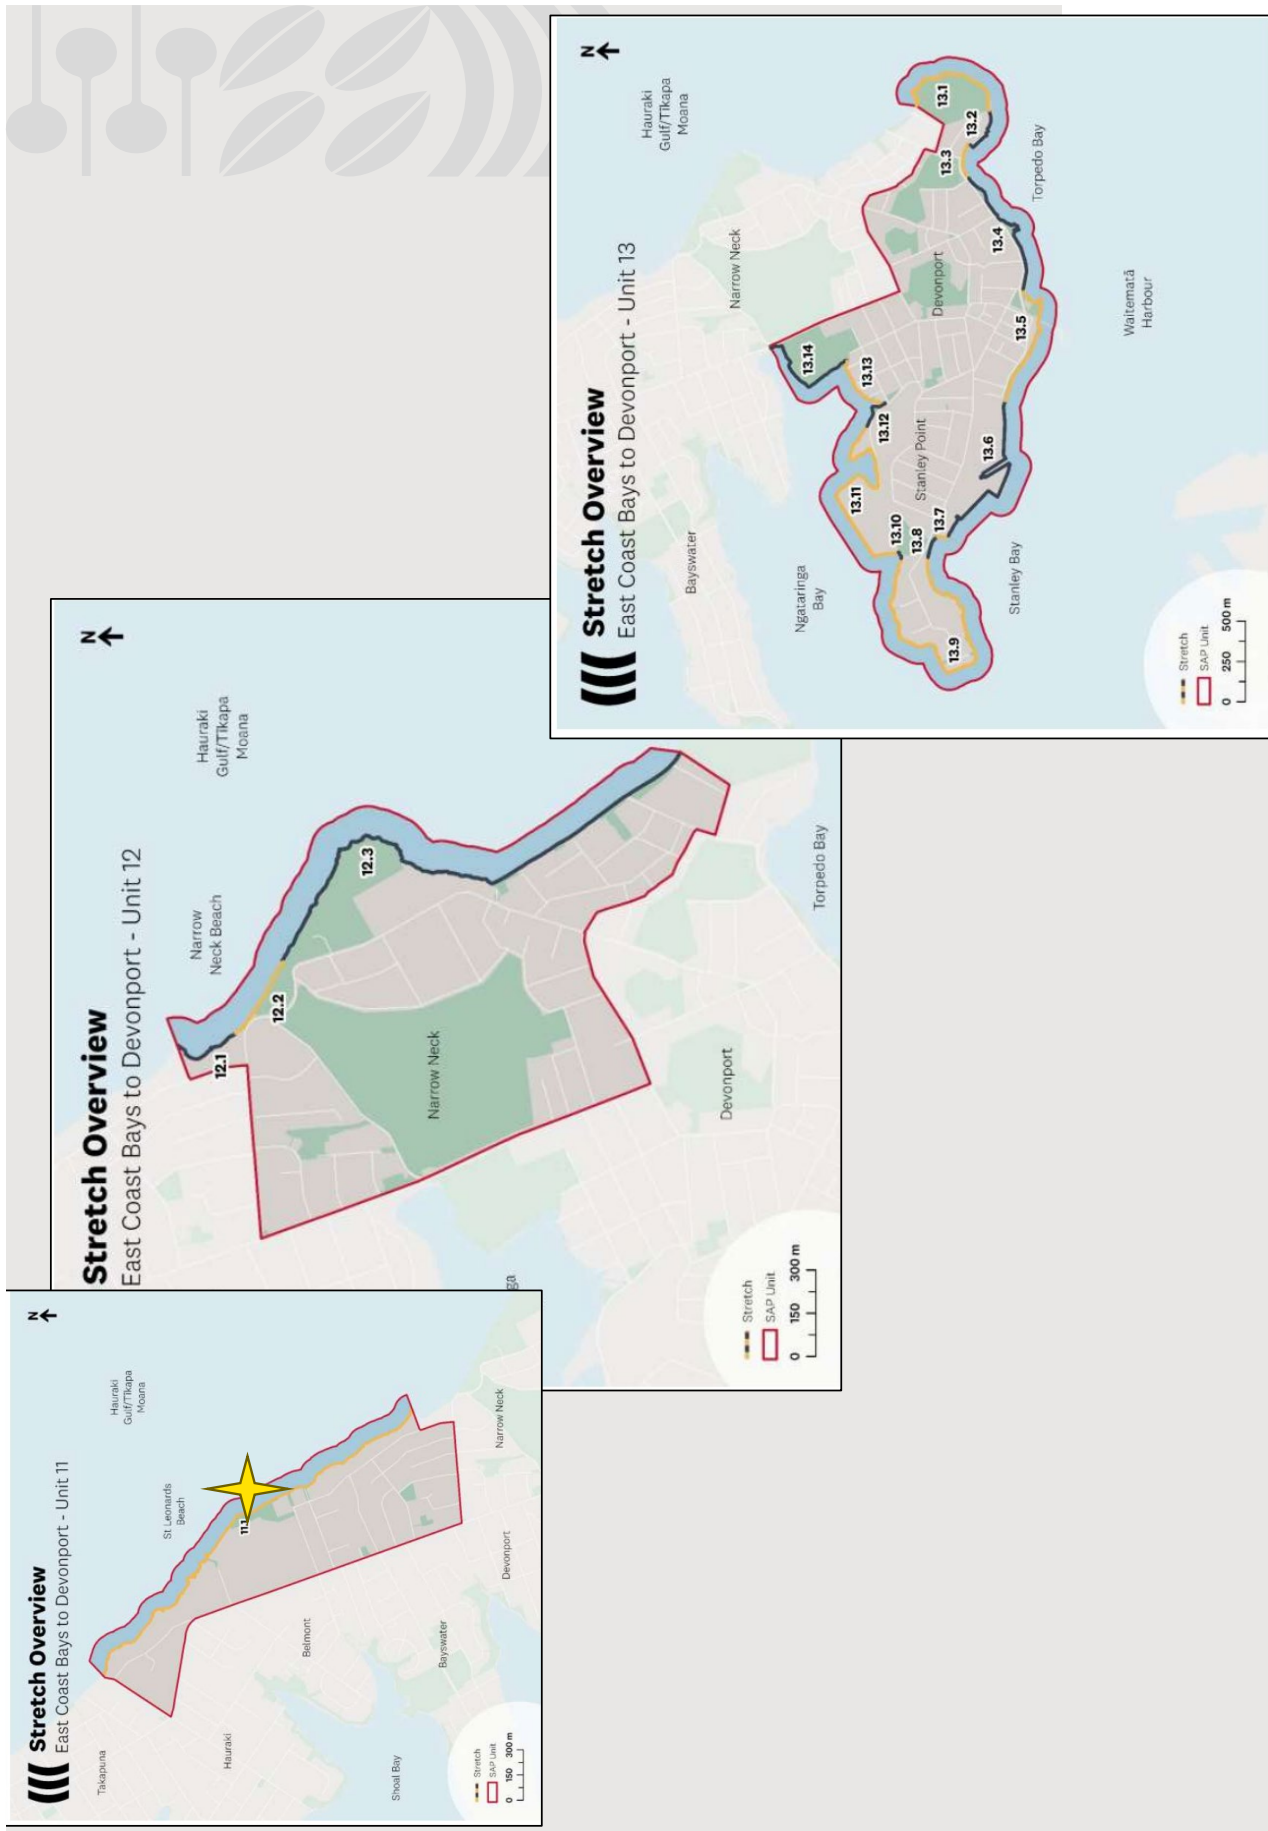 Stretch Overview
East Coast Bays to Devonport - Unit 11
N
Hauraki
Gulf/Tīkapa
Moana
St Leonards
Beach
11.1
Takapuna
Hauraki
Belmont
Bayswater
Shoal Bay
Devonport
Narrow Neck
Stretch
SAP Unit
0 150 300 m
Stretch Overview
East Coast Bays to Devonport - Unit 12
N
Hauraki
Gulf/Tīkapa
Moana
Narrow
Neck Beach
12.1
12.2
12.3
Narrow Neck
Devonport
Torpedo Bay
ga
Stretch
SAP Unit
0 150 300 m
Stretch Overview
East Coast Bays to Devonport - Unit 13
N
Hauraki
Gulf/Tīkapa
Moana
Narrow Neck
Bayswater
Ngataringa
Bay
13.1
13.2
13.3
13.4
13.5
13.6
13.7
13.8
13.9
13.10
13.11
13.12
13.13
13.14
Devonport
Stanley Point
Torpedo Bay
Stanley Bay
Waitematā
Harbour
Stretch
SAP Unit
0 250 500 m